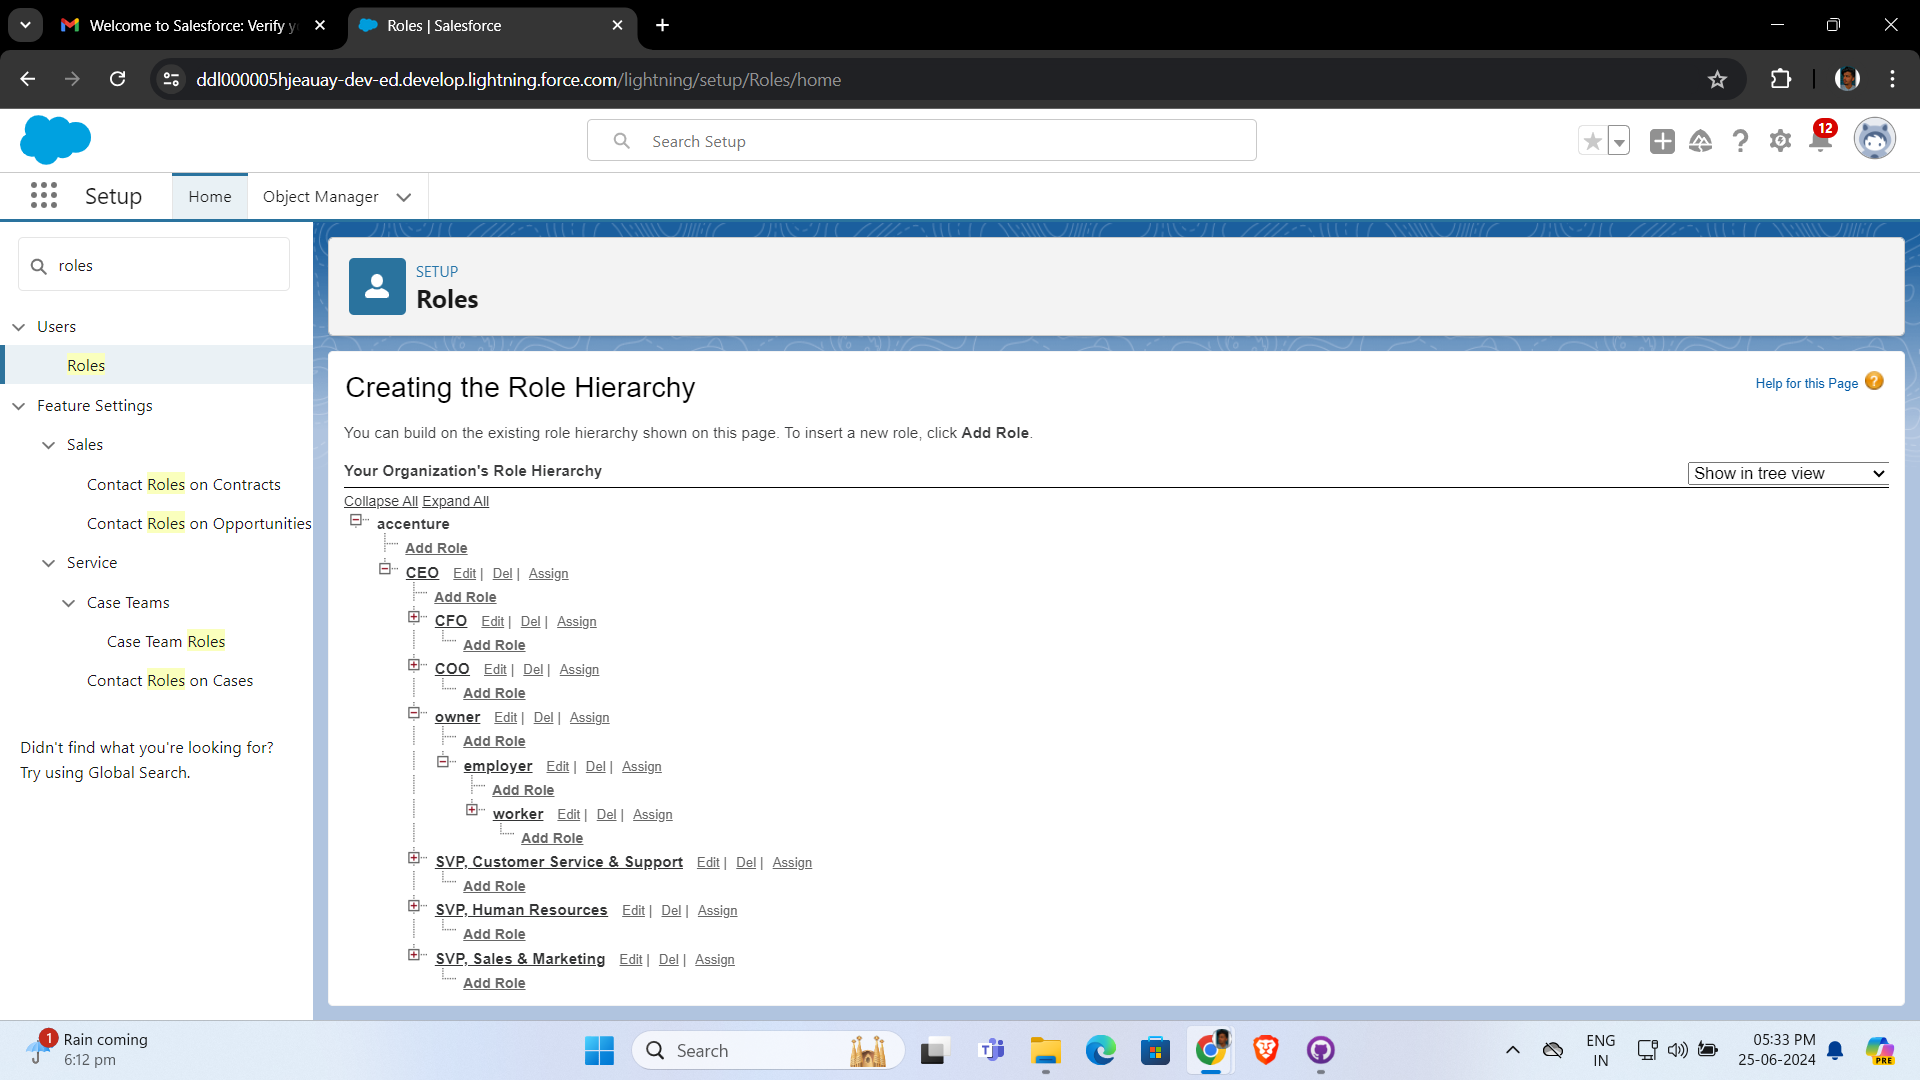 Welcome to Salesforce: Verify y
Roles | Salesforce
ddl000005hjeauay-dev-ed.develop.lightning.force.com/lightning/setup/Roles/home
Search Setup
12
Setup
Home
Object Manager
roles
Users
Roles
Feature Settings
Sales
Contact Roles on Contracts
Contact Roles on Opportunities
Service
Case Teams
Case Team Roles
Contact Roles on Cases
Didn't find what you're looking for?
Try using Global Search.
SETUP
Roles
Creating the Role Hierarchy
Help for this Page
You can build on the existing role hierarchy shown on this page. To insert a new role, click Add Role.
Your Organization's Role Hierarchy
Show in tree view
Collapse All Expand All
accenture
Add Role
CEO Edit | Del | Assign
Add Role
CFO Edit | Del | Assign
Add Role
COO Edit | Del | Assign
Add Role
owner Edit | Del | Assign
Add Role
employer Edit | Del | Assign
Add Role
worker Edit | Del | Assign
Add Role
SVP, Customer Service & Support Edit | Del | Assign
Add Role
SVP, Human Resources Edit | Del | Assign
Add Role
SVP, Sales & Marketing Edit | Del | Assign
Add Role
1
Rain coming
6:12 pm
Search
ENG
IN
05:33 PM
25-06-2024
PRE